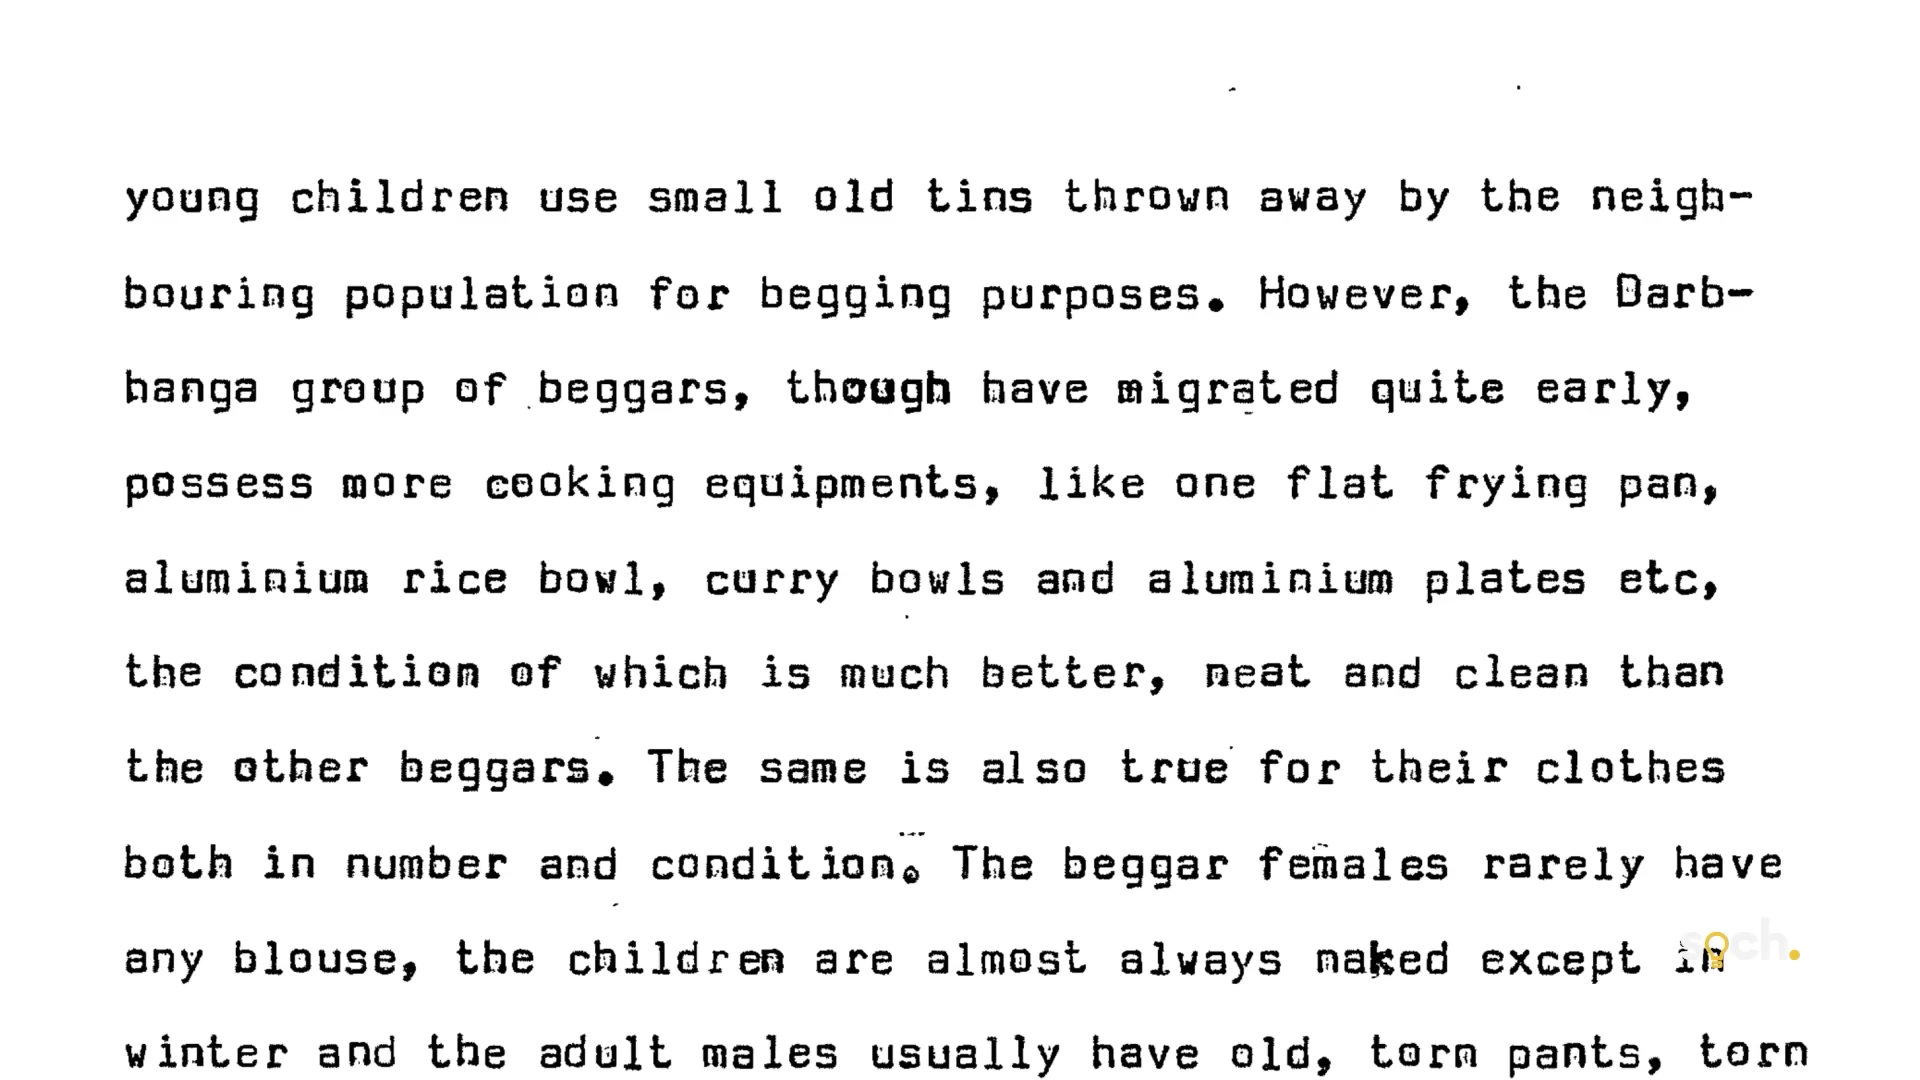 young children use small old tins thrown away by the neigh-
bouring population for begging purposes. However, the Darb-
hanga group of beggars, though have migrated quite early,
possess more cooking equipments, like one flat frying pan,
aluminium rice bowl, curry bowls and aluminium plates etc,
the condition of which is much better, neat and clean than
the other beggars. The same is also true for their clothes
both in number and condition. The beggar females rarely have
any blouse, the children are almost always naked except in
soch.
winter and the adult males usually have old, torn pants, torn